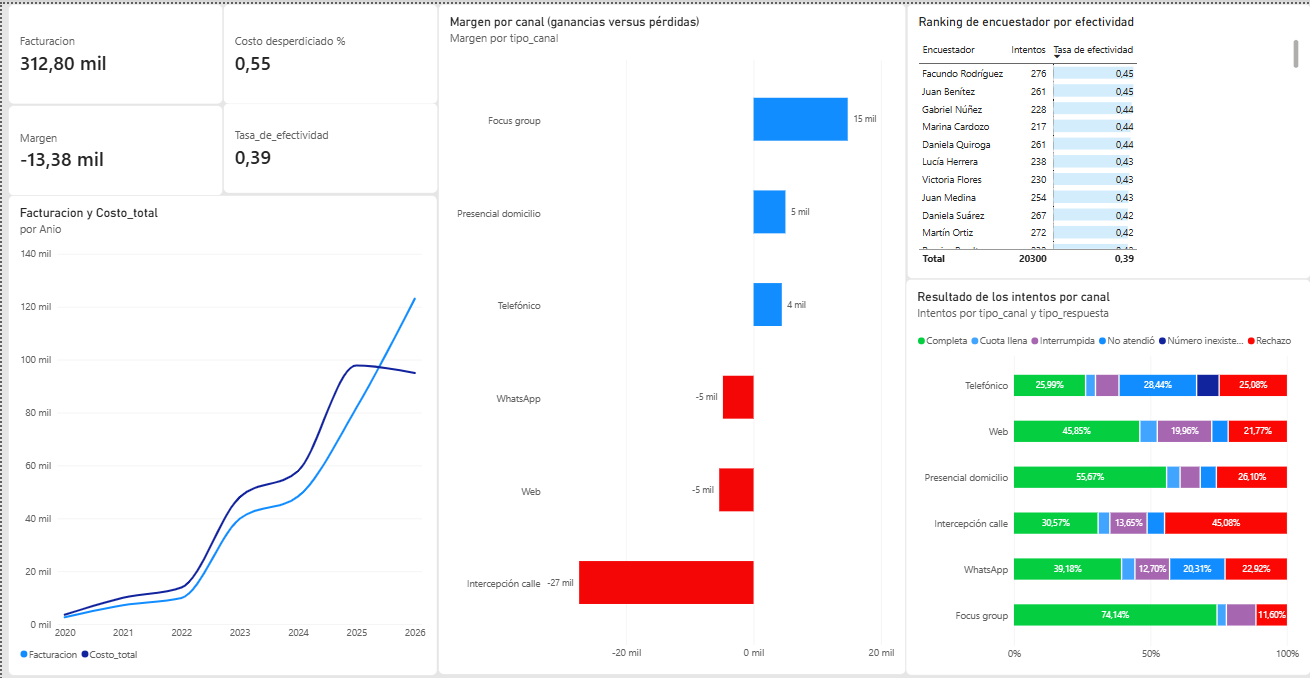 Facturacion
312,80 mil
Costo desperdiciado %
0,55
Margen
-13,38 mil
Tasa_de_efectividad
0,39
Facturacion y Costo_total
por Anio
140 mil
120 mil
100 mil
80 mil
60 mil
40 mil
20 mil
0 mil
2020 2021 2022 2023 2024 2025 2026
Facturacion Costo_total
Margen por canal (ganancias versus pérdidas)
Margen por tipo_canal
Focus group 15 mil
Presencial domicilio 5 mil
Telefónico 4 mil
WhatsApp -5 mil
Web -5 mil
Intercepción calle -27 mil
-20 mil 0 mil 20 mil
Ranking de encuestador por efectividad
Encuestador Intentos Tasa de efectividad
Facundo Rodríguez 276 0,45
Juan Benítez 261 0,45
Gabriel Núñez 228 0,44
Marina Cardozo 217 0,44
Daniela Quiroga 261 0,44
Lucía Herrera 238 0,43
Victoria Flores 230 0,43
Juan Medina 254 0,43
Daniela Suárez 267 0,42
Martín Ortiz 272 0,42
Total 20300 0,39
Resultado de los intentos por canal
Intentos por tipo_canal y tipo_respuesta
Completa Cuota llena Interrumpida No atendió Número inexiste... Rechazo
Telefónico 25,99% 28,44% 25,08%
Web 45,85% 19,96% 21,77%
Presencial domicilio 55,67% 26,10%
Intercepción calle 30,57% 13,65% 45,08%
WhatsApp 39,18% 12,70% 20,31% 22,92%
Focus group 74,14% 11,60%
0% 50% 100%